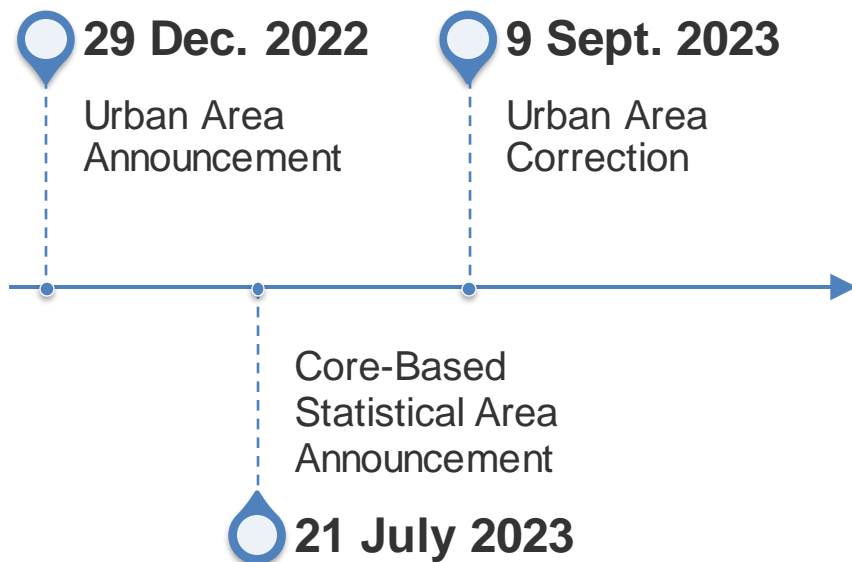 29 Dec. 2022
Urban Area
Announcement
9 Sept. 2023
Urban Area
Correction
Core-Based
Statistical Area
Announcement
21 July 2023